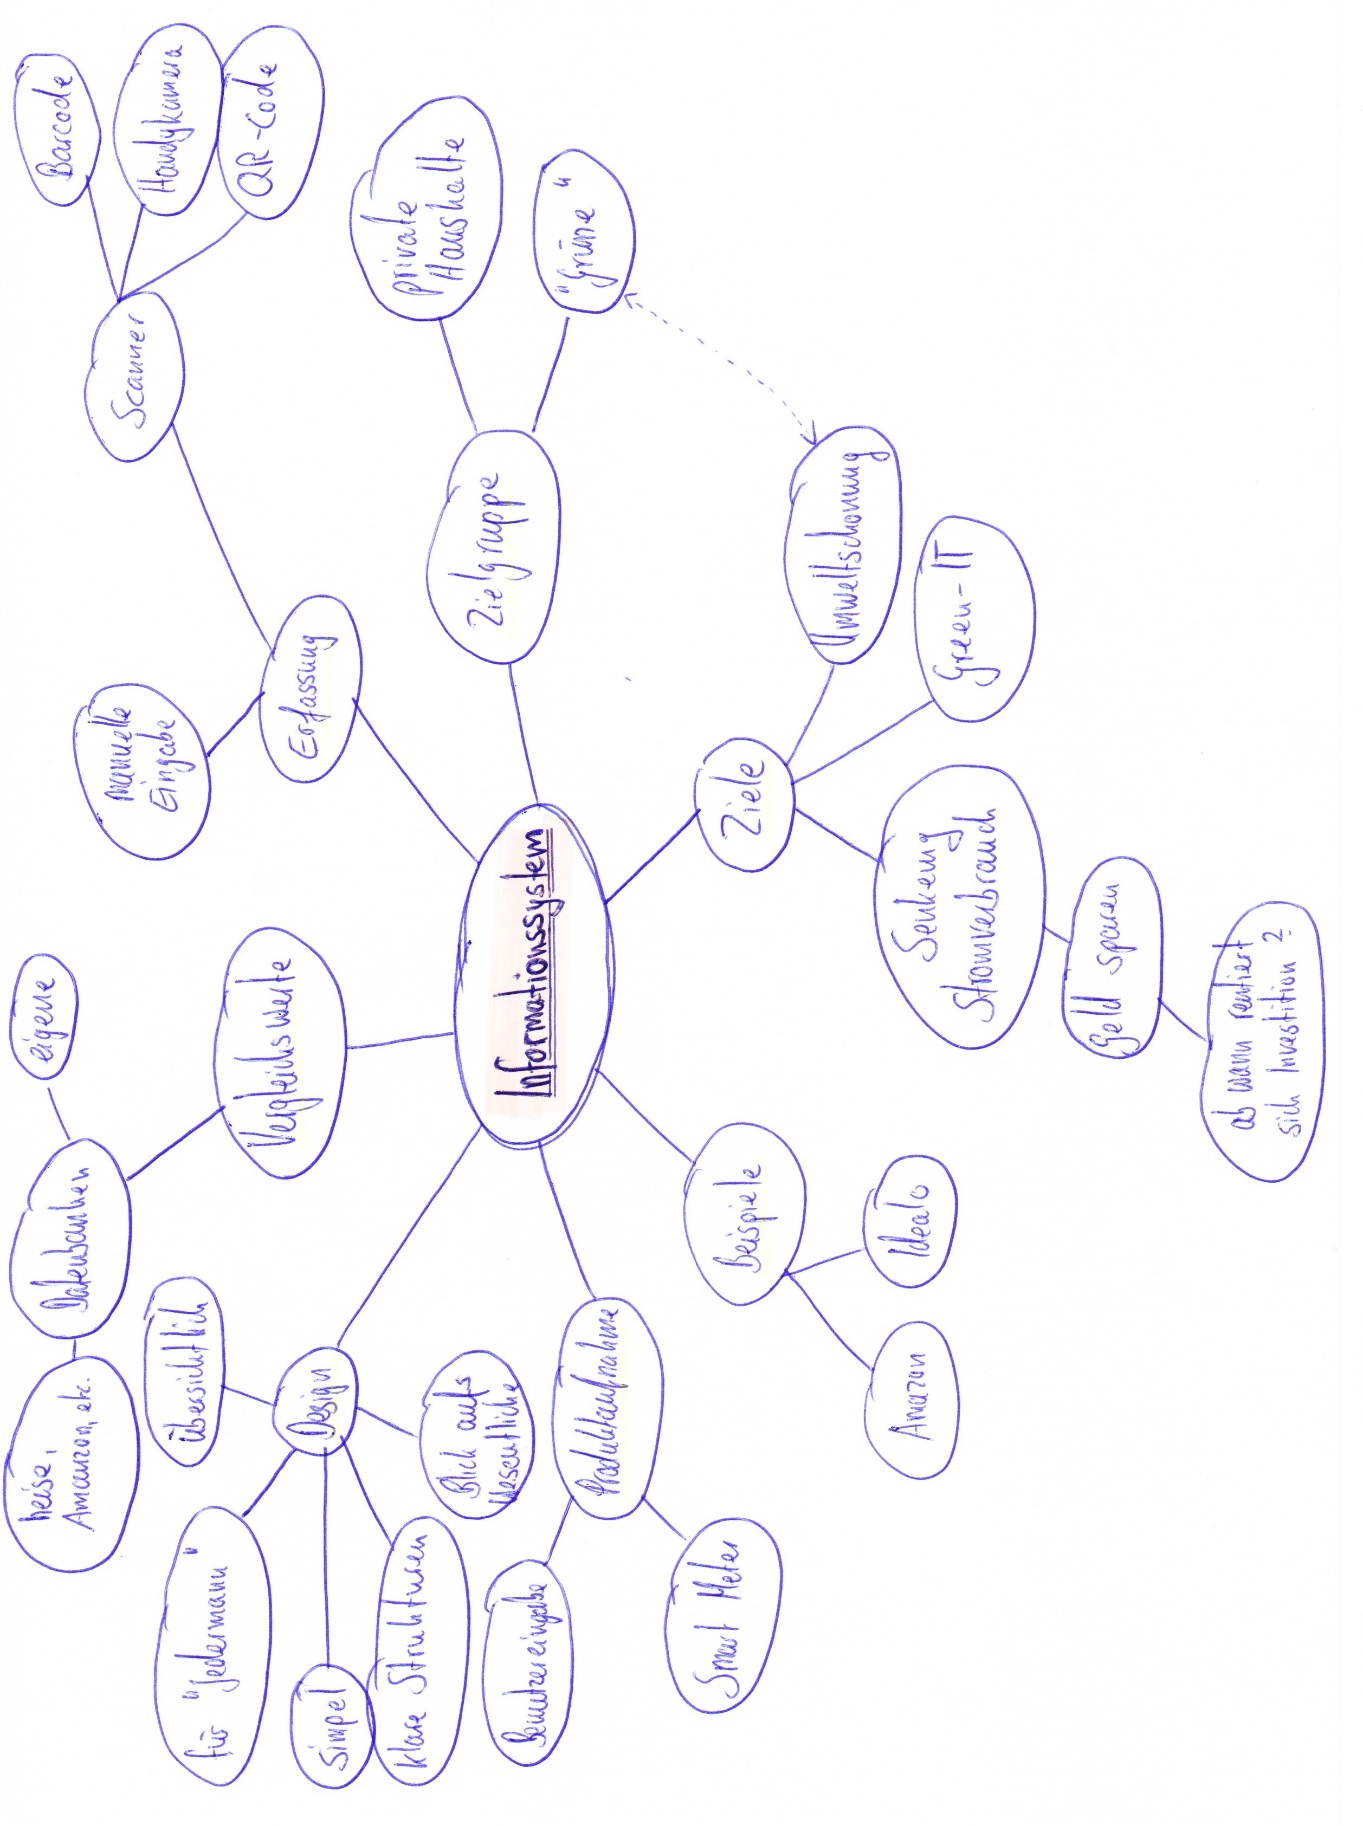 heise,
Amazon, etc.
Datenbanken
eigene
Vergleichswerte
manuelle
Eingabe
Erfassung
Scanner
Barcode
Handykamera
QR-Code
übersichtlich
für "Jedermann"
Design
simpel
klare Strukturen
Blick aufs
Wesentliche
Informationssystem
Zielgruppe
private
Haushalte
"Grüne"
Benutzereingabe
Produktaufnahme
Smart Meter
Beispiele
Idealo
Amazon
Ziele
Umweltschonung
Green-IT
Senkung
Stromverbrauch
Geld sparen
ab wann rentiert
sich Investition?